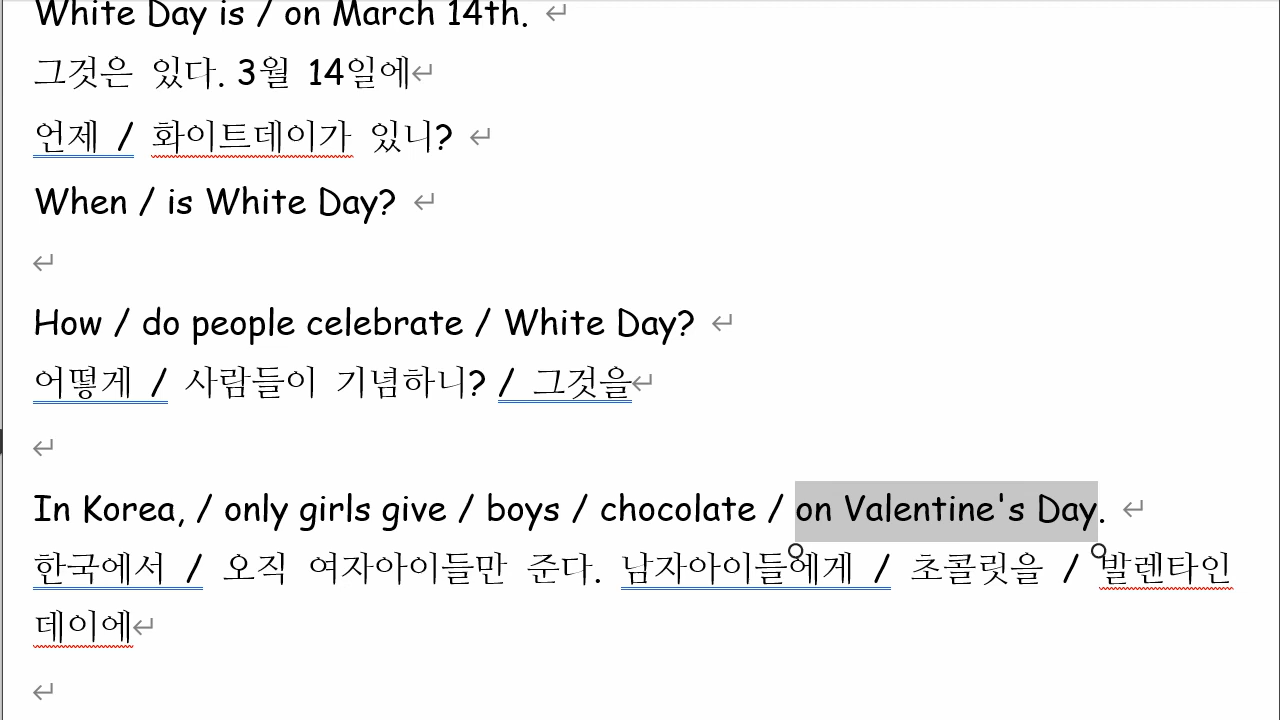 White Day is / on March 14th.
그것은 있다. 3월 14일에
언제 / 화이트데이가 있니?
When / is White Day?
How / do people celebrate / White Day?
어떻게 / 사람들이 기념하니? / 그것을
In Korea, / only girls give / boys / chocolate / on Valentine's Day.
한국에서 / 오직 여자아이들만 준다. 남자아이들에게 / 초콜릿을 / 발렌타인
데이에